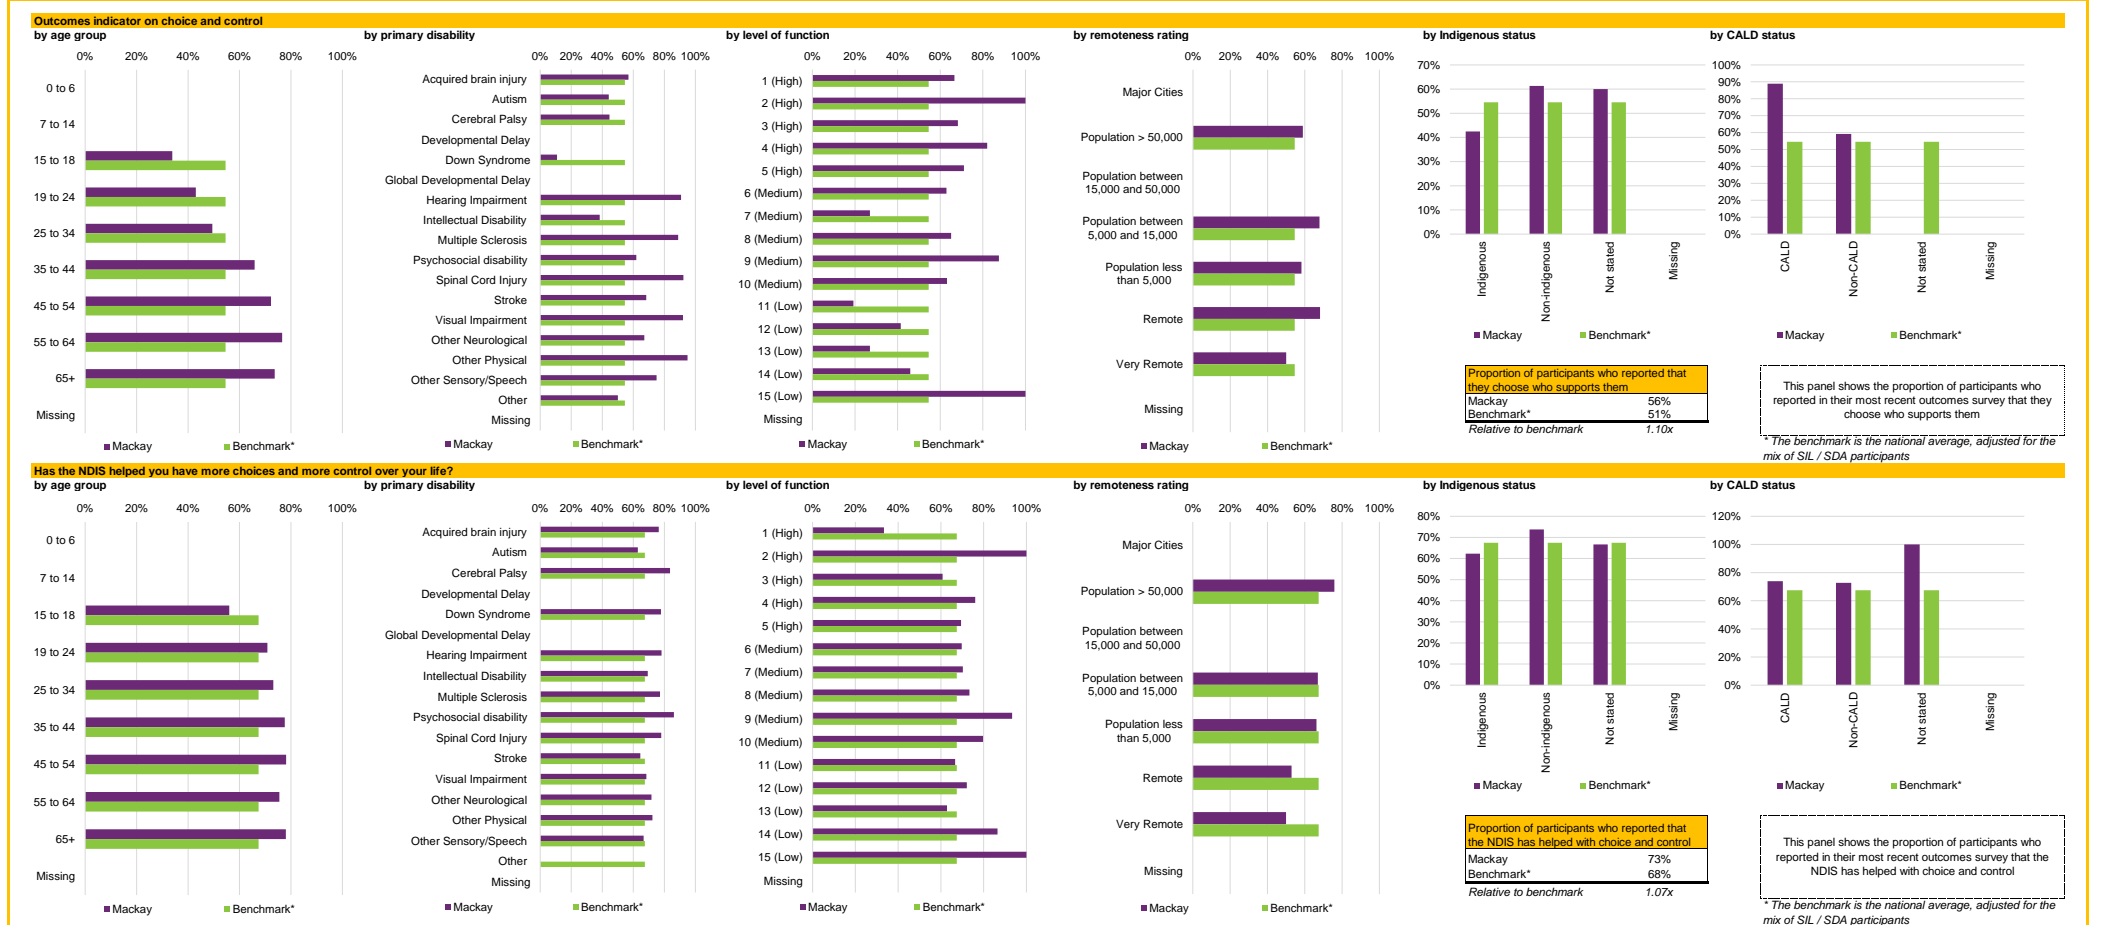 Outcomes indicator on choice and control
by age group
0% 20% 40% 60% 80% 100%
0 to 6
7 to 14
15 to 18
19 to 24
25 to 34
35 to 44
45 to 54
55 to 64
65+
Missing
Mackay Benchmark*
by primary disability
0% 20% 40% 60% 80% 100%
Acquired brain injury
Autism
Cerebral Palsy
Developmental Delay
Down Syndrome
Global Developmental Delay
Hearing Impairment
Intellectual Disability
Multiple Sclerosis
Psychosocial disability
Spinal Cord Injury
Stroke
Visual Impairment
Other Neurological
Other Physical
Other Sensory/Speech
Other
Missing
Mackay Benchmark*
by level of function
0% 20% 40% 60% 80% 100%
1 (High)
2 (High)
3 (High)
4 (High)
5 (High)
6 (Medium)
7 (Medium)
8 (Medium)
9 (Medium)
10 (Medium)
11 (Low)
12 (Low)
13 (Low)
14 (Low)
15 (Low)
Missing
Mackay Benchmark*
by remoteness rating
0% 20% 40% 60% 80% 100%
Major Cities
Population > 50,000
Population between
15,000 and 50,000
Population between
5,000 and 15,000
Population less
than 5,000
Remote
Very Remote
Missing
Mackay Benchmark*
by Indigenous status
70%
60%
50%
40%
30%
20%
10%
0%
Indigenous
Non-indigenous
Not stated
Missing
Mackay Benchmark*
by CALD status
100%
90%
80%
70%
60%
50%
40%
30%
20%
10%
0%
CALD
Non-CALD
Not stated
Missing
Mackay Benchmark*
Proportion of participants who reported that
they choose who supports them
Mackay 56%
Benchmark* 51%
Relative to benchmark 1.10x
This panel shows the proportion of participants who
reported in their most recent outcomes survey that they
choose who supports them
* The benchmark is the national average, adjusted for the
mix of SIL / SDA participants
Has the NDIS helped you have more choices and more control over your life?
by age group
0% 20% 40% 60% 80% 100%
0 to 6
7 to 14
15 to 18
19 to 24
25 to 34
35 to 44
45 to 54
55 to 64
65+
Missing
Mackay Benchmark*
by primary disability
0% 20% 40% 60% 80% 100%
Acquired brain injury
Autism
Cerebral Palsy
Developmental Delay
Down Syndrome
Global Developmental Delay
Hearing Impairment
Intellectual Disability
Multiple Sclerosis
Psychosocial disability
Spinal Cord Injury
Stroke
Visual Impairment
Other Neurological
Other Physical
Other Sensory/Speech
Other
Missing
Mackay Benchmark*
by level of function
0% 20% 40% 60% 80% 100%
1 (High)
2 (High)
3 (High)
4 (High)
5 (High)
6 (Medium)
7 (Medium)
8 (Medium)
9 (Medium)
10 (Medium)
11 (Low)
12 (Low)
13 (Low)
14 (Low)
15 (Low)
Missing
Mackay Benchmark*
by remoteness rating
0% 20% 40% 60% 80% 100%
Major Cities
Population > 50,000
Population between
15,000 and 50,000
Population between
5,000 and 15,000
Population less
than 5,000
Remote
Very Remote
Missing
Mackay Benchmark*
by Indigenous status
80%
70%
60%
50%
40%
30%
20%
10%
0%
Indigenous
Non-indigenous
Not stated
Missing
Mackay Benchmark*
by CALD status
120%
100%
80%
60%
40%
20%
0%
CALD
Non-CALD
Not stated
Missing
Mackay Benchmark*
Proportion of participants who reported that
the NDIS has helped with choice and control
Mackay 73%
Benchmark* 68%
Relative to benchmark 1.07x
This panel shows the proportion of participants who
reported in their most recent outcomes survey that the
NDIS has helped with choice and control
* The benchmark is the national average, adjusted for the
mix of SIL / SDA participants